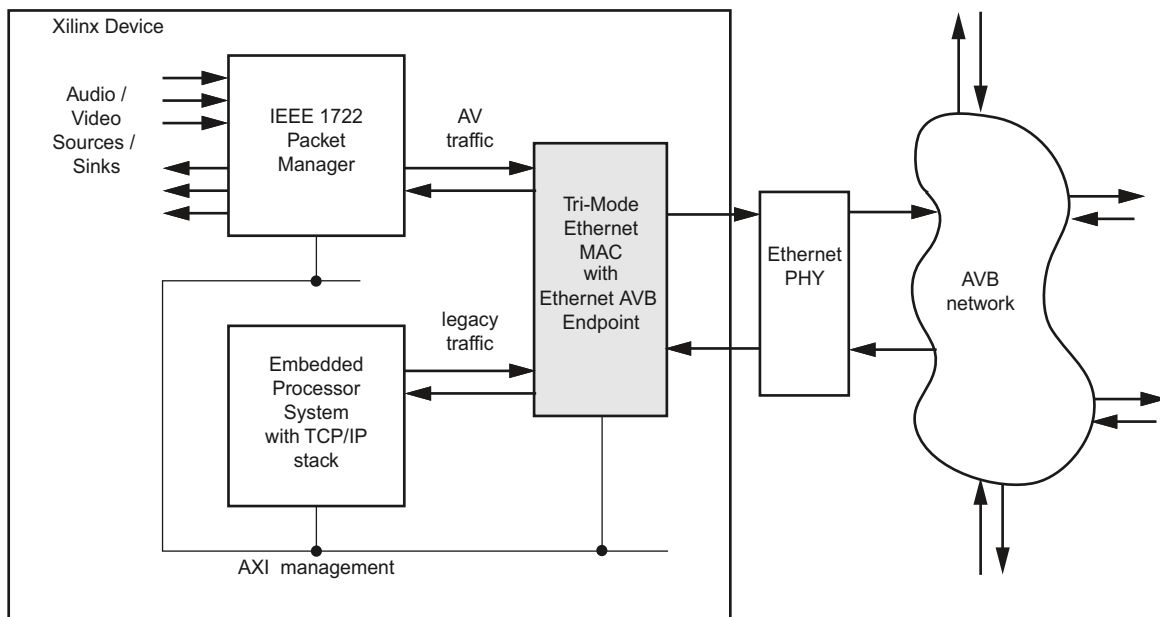 Xilinx Device
Audio /
Video
Sources /
Sinks
IEEE 1722
Packet
Manager
AV
traffic
Tri-Mode
Ethernet
MAC
with
Ethernet AVB
Endpoint
Ethernet
PHY
AVB
network
legacy
traffic
Embedded
Processor
System
with TCP/IP
stack
AXI management